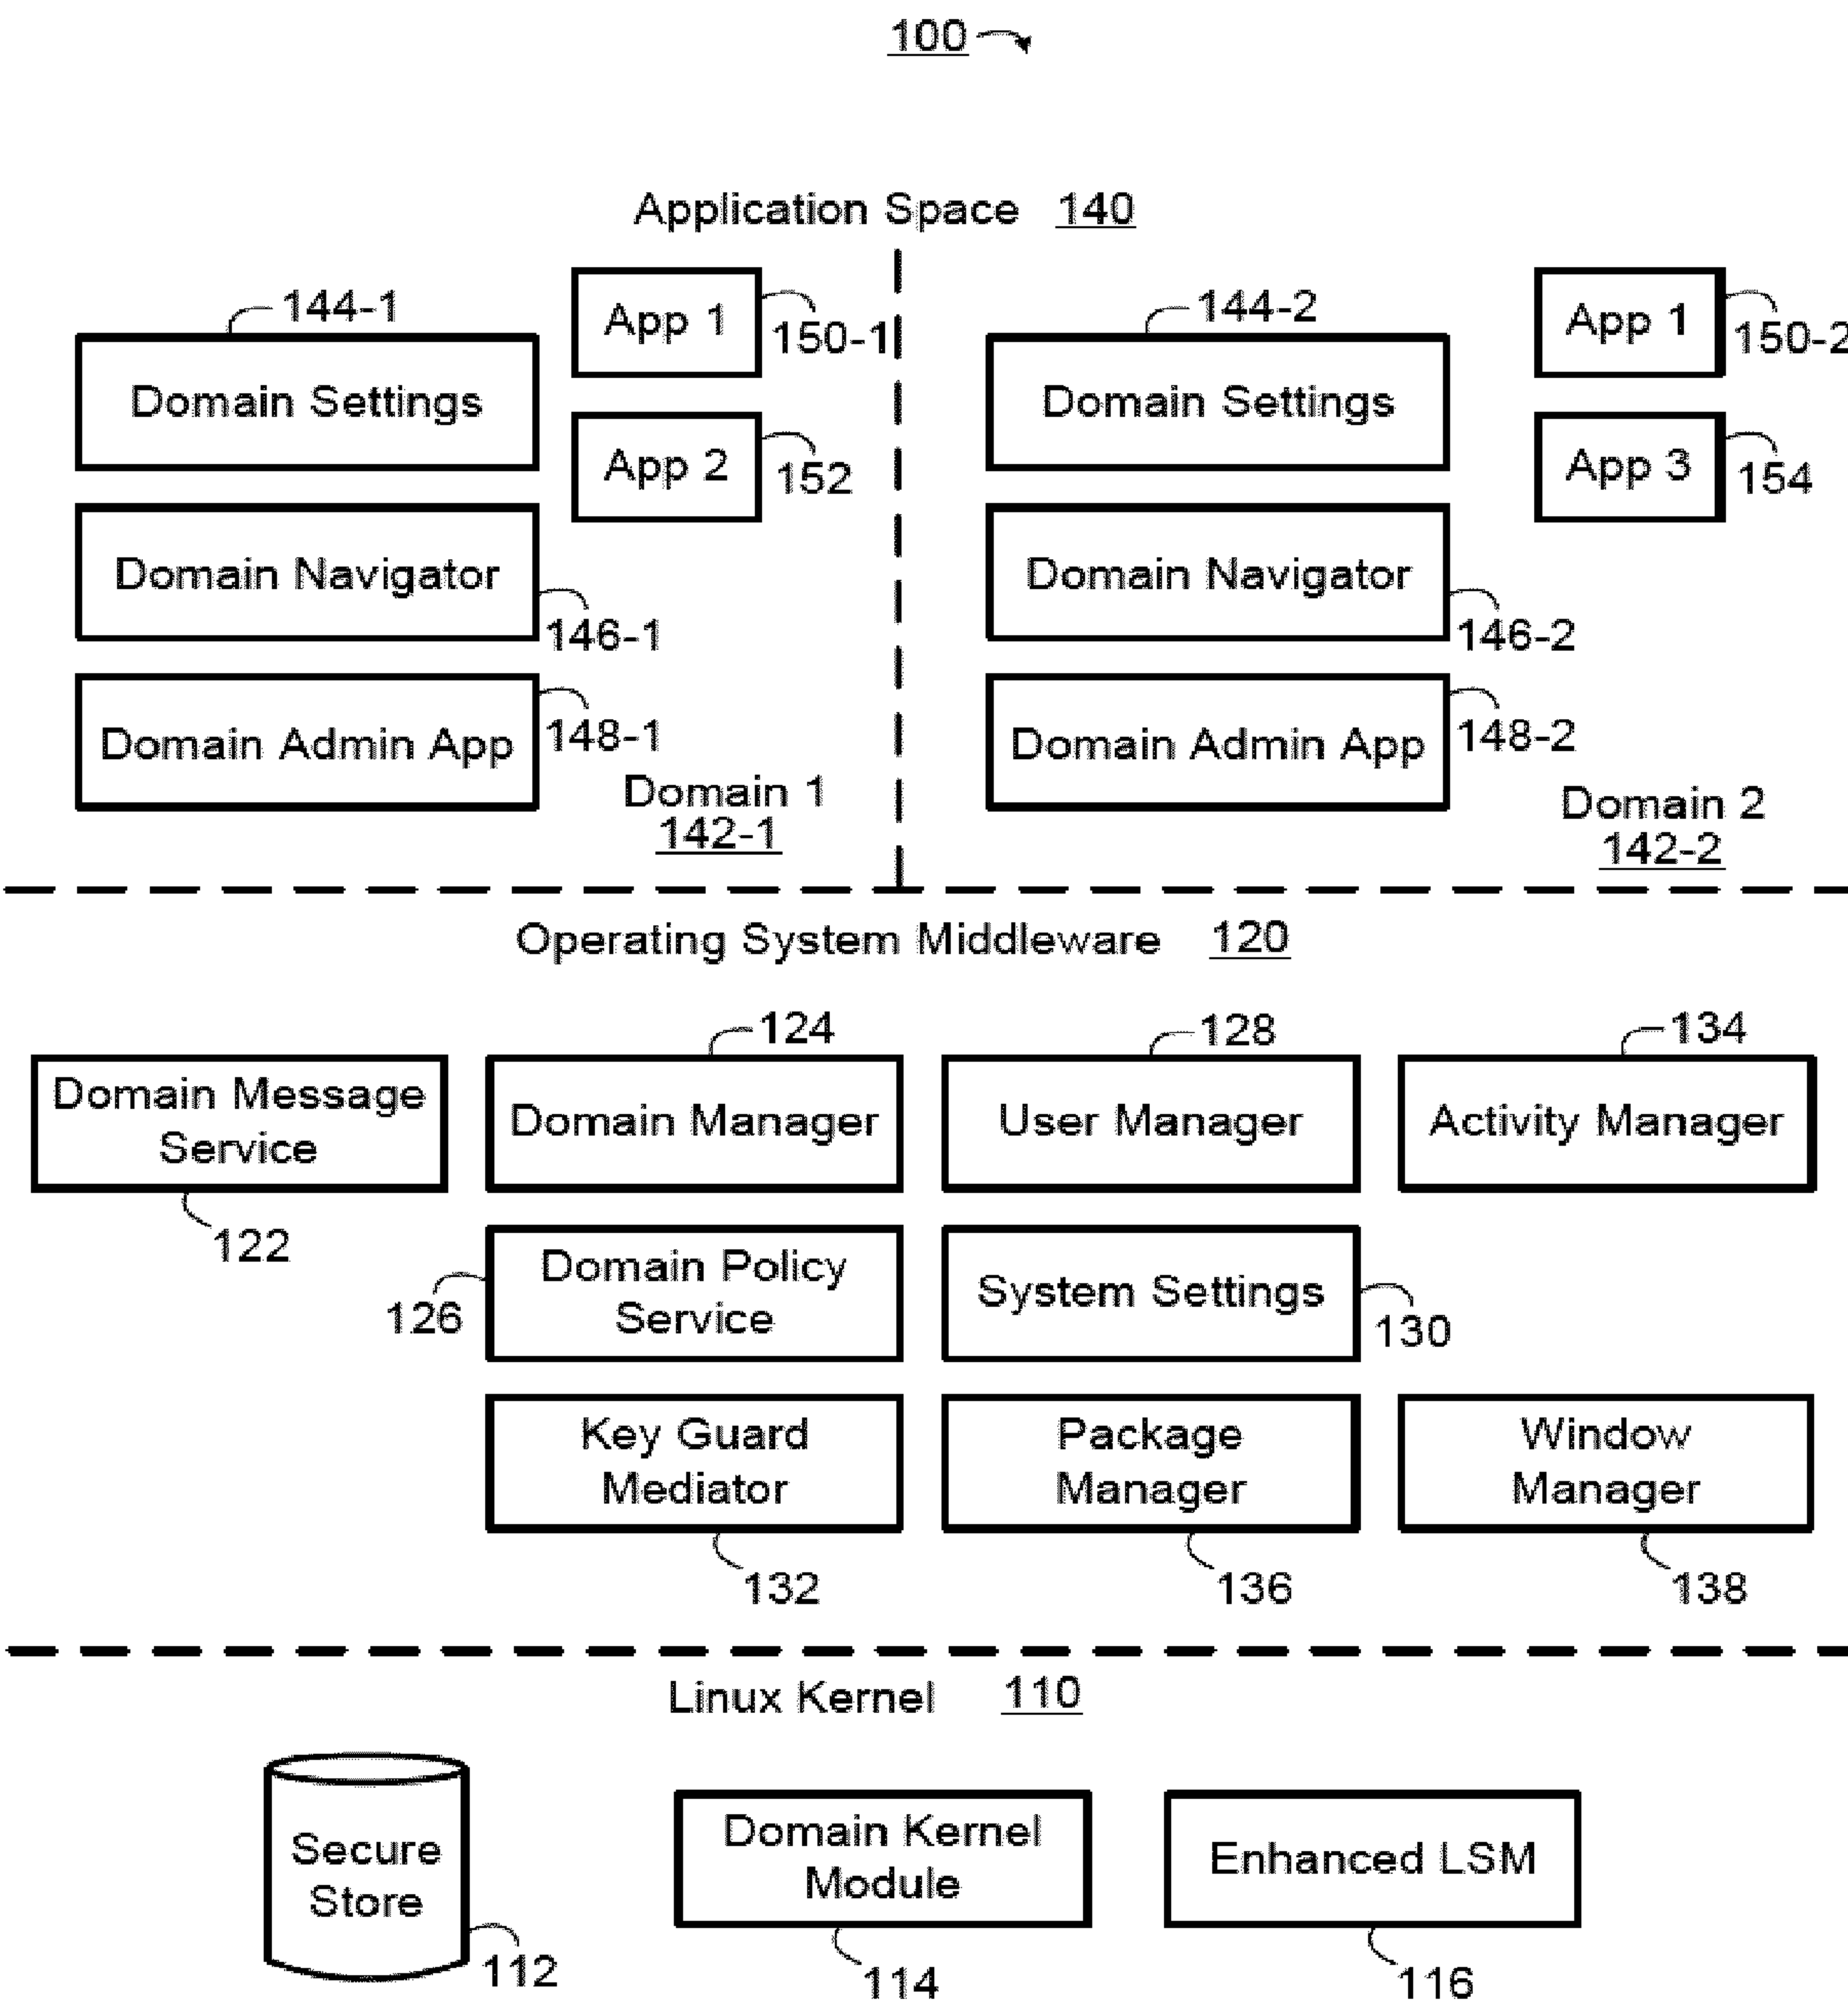 100
Application Space 140
144-1
Domain Settings
App 1
150-1
App 2
152
Domain Navigator
146-1
Domain Admin App
148-1
Domain 1
142-1
144-2
Domain Settings
App 1
150-2
App 3
154
Domain Navigator
146-2
Domain Admin App
148-2
Domain 2
142-2
Operating System Middleware 120
Domain Message
Service
122
124
Domain Manager
128
User Manager
134
Activity Manager
126
Domain Policy
Service
System Settings
130
Key Guard
Mediator
132
Package
Manager
136
Window
Manager
138
Linux Kernel 110
Secure
Store
112
Domain Kernel
Module
114
Enhanced LSM
116